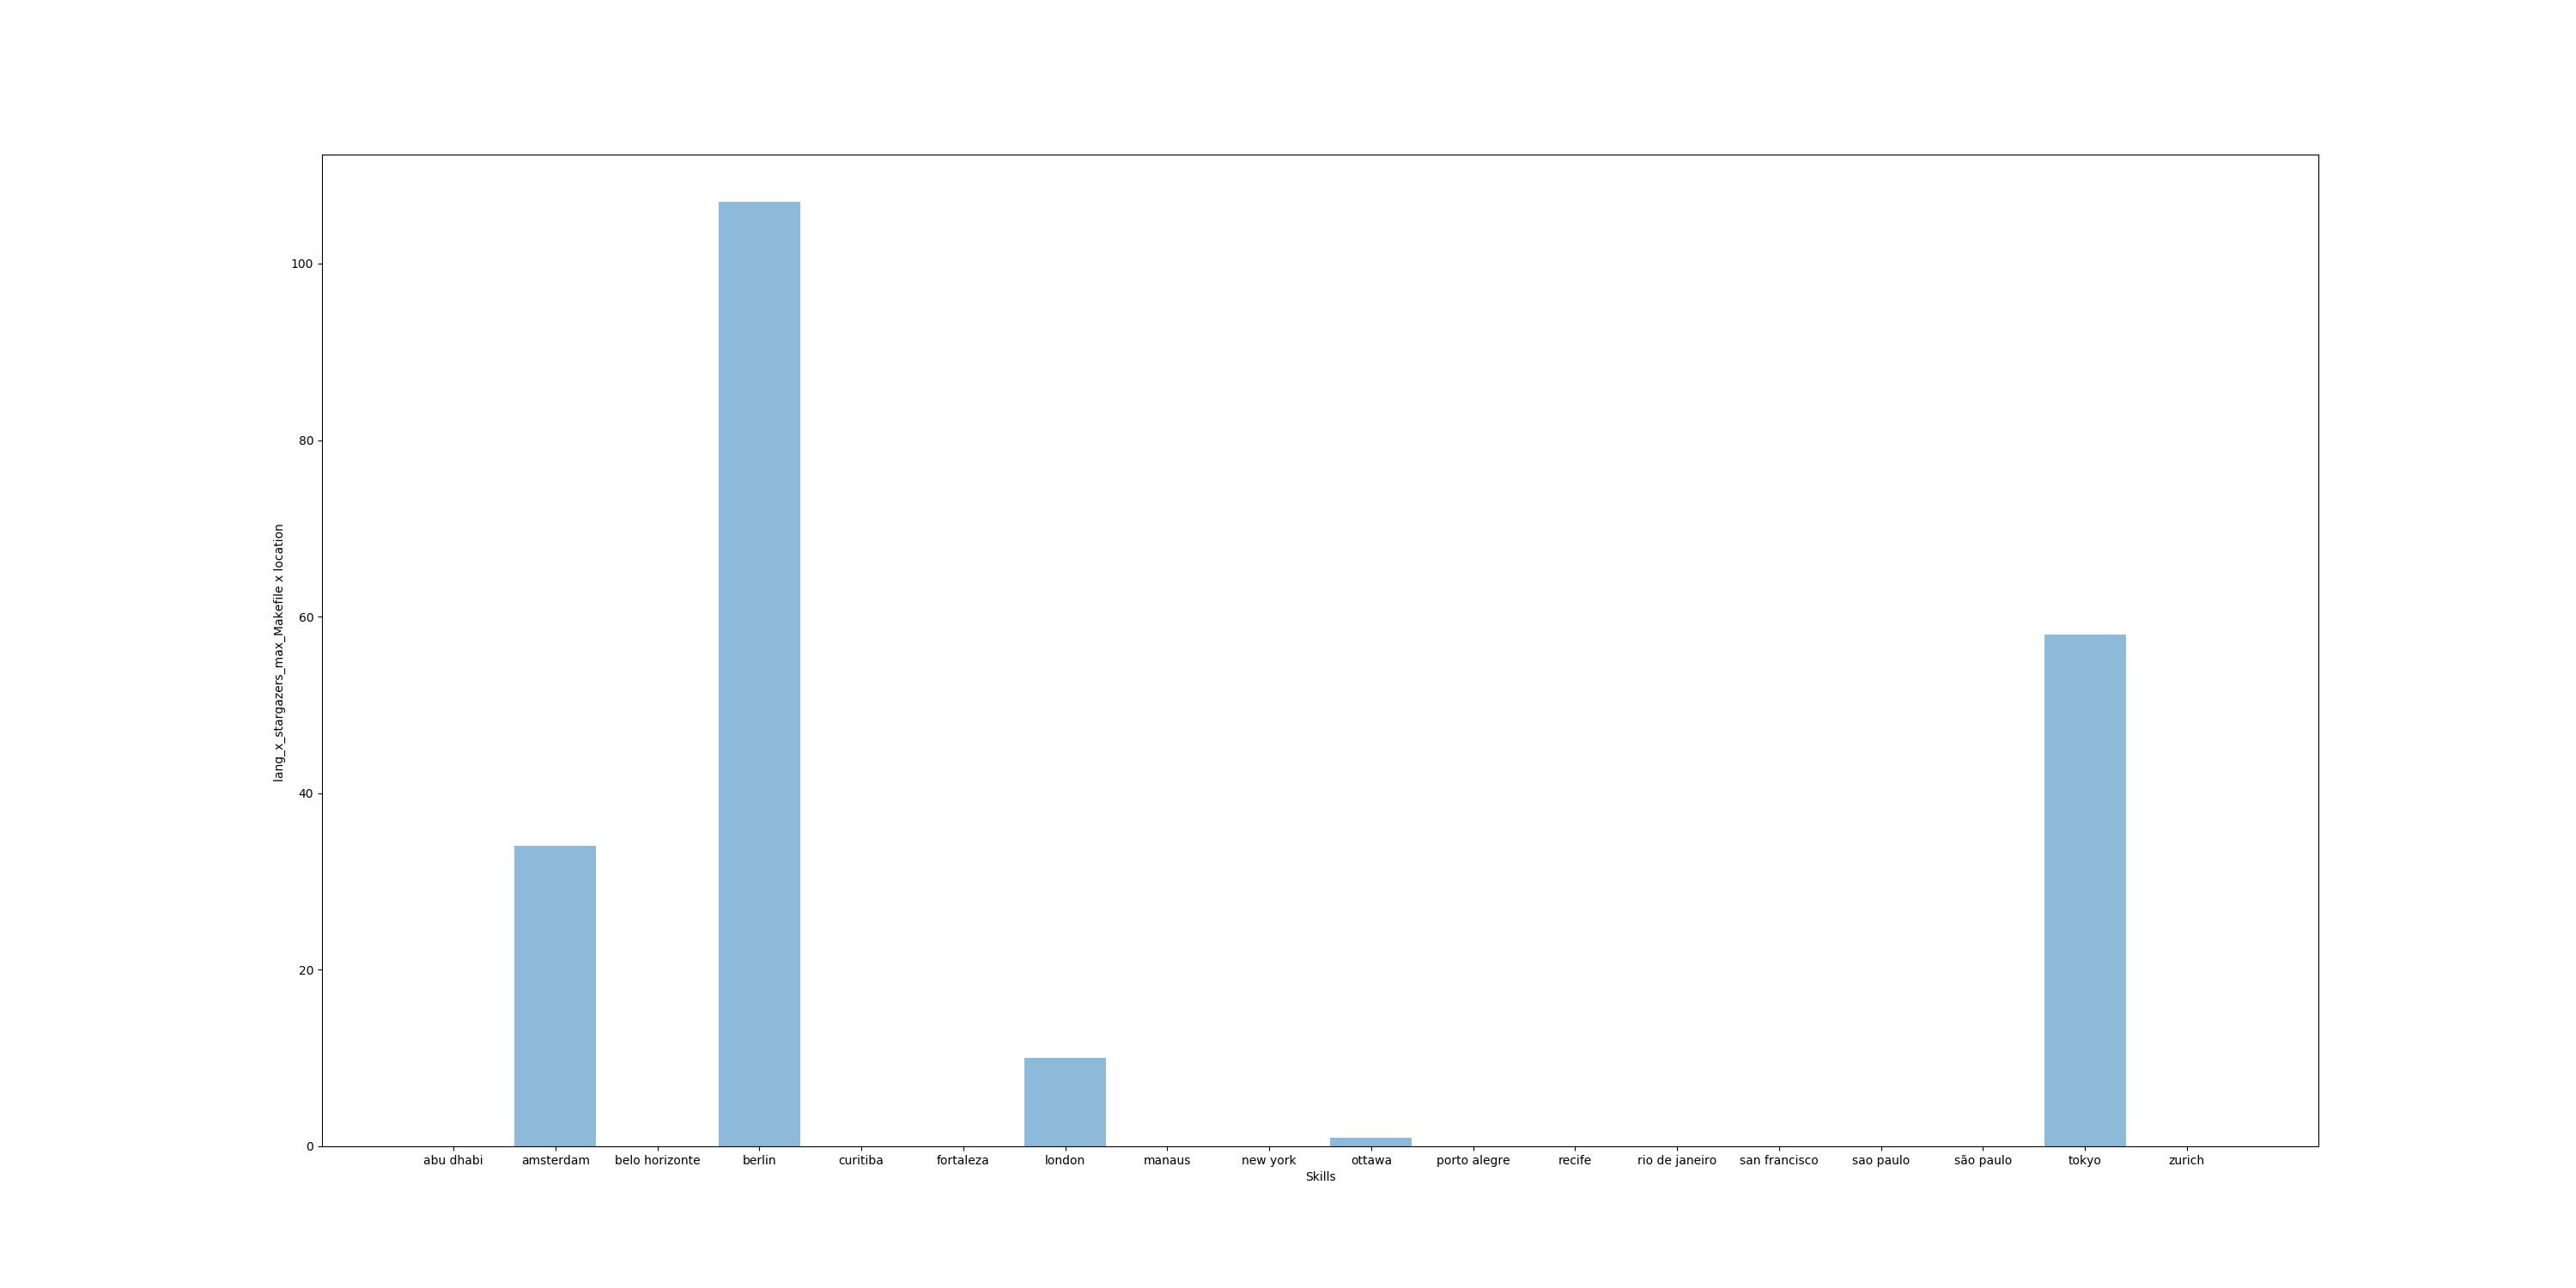 100
80
60
40
20
0
lang_x_stargazers_max_Makefile x location
abu dhabi amsterdam belo horizonte berlin curitiba fortaleza london manaus new york ottawa porto alegre recife rio de janeiro san francisco sao paulo são paulo tokyo zurich
Skills